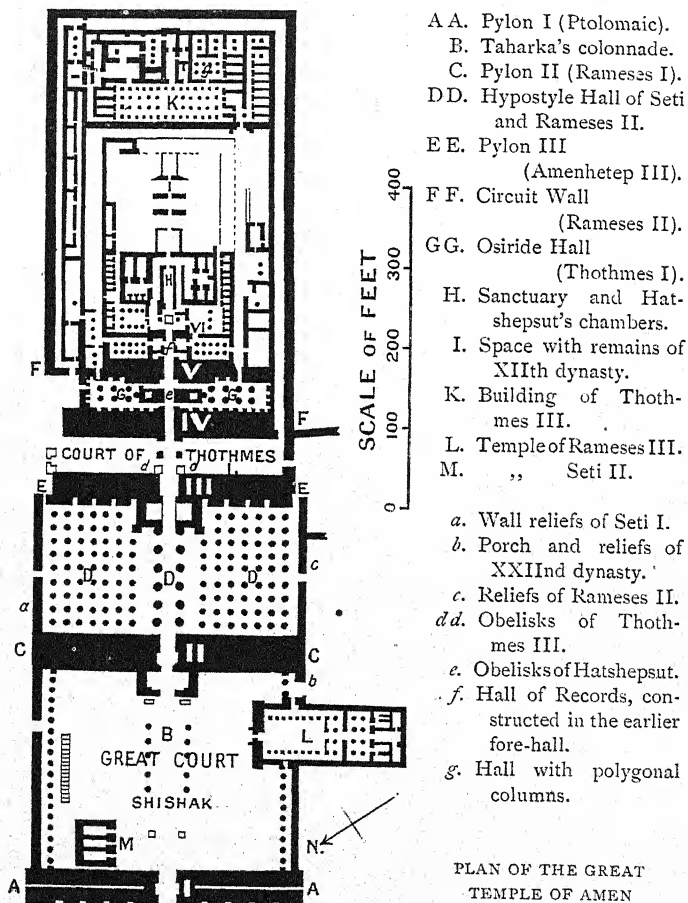 A A. Pylon I (Ptolomaic).
B. Taharka's colonnade.
C. Pylon II (Rameses I).
D D. Hypostyle Hall of Seti
and Rameses II.
E E. Pylon III
(Amenhetep III).
F F. Circuit Wall
(Rameses II).
G G. Osiride Hall
(Thothmes I).
H. Sanctuary and Hat-
shepsut's chambers.
I. Space with remains of
XIIth dynasty.
K. Building of Thoth-
mes III.
L. Temple of Rameses III.
M. ,, Seti II.
a. Wall reliefs of Seti I.
b. Porch and reliefs of
XXIInd dynasty.
c. Reliefs of Rameses II.
dd. Obelisks of Thoth-
mes III.
e. Obelisks of Hatshepsut.
f. Hall of Records, con-
structed in the earlier
fore-hall.
g. Hall with polygonal
columns.
PLAN OF THE GREAT
TEMPLE OF AMEN
SCALE OF FEET
400
300
200
100
0
g
K
I
H
VI
f
F V
G e G
V F
COURT OF THOTHMES I.
d d
E E
D D D
c
a
C C
b
B L
GREAT COURT
SHISHAK
M N.
A A